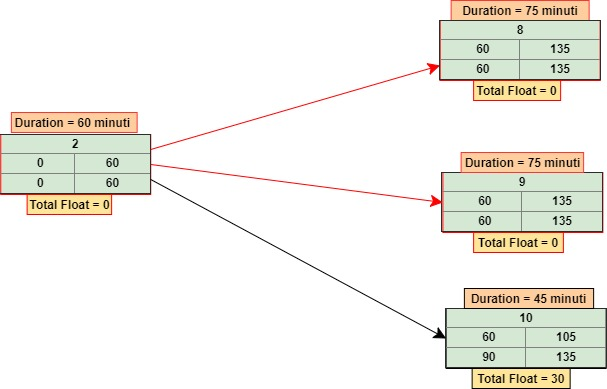 Duration = 75 minuti
8
60 135
60 135
Total Float = 0
Duration = 60 minuti
2
0 60
0 60
Total Float = 0
Duration = 75 minuti
9
60 135
60 135
Total Float = 0
Duration = 45 minuti
10
60 105
90 135
Total Float = 30